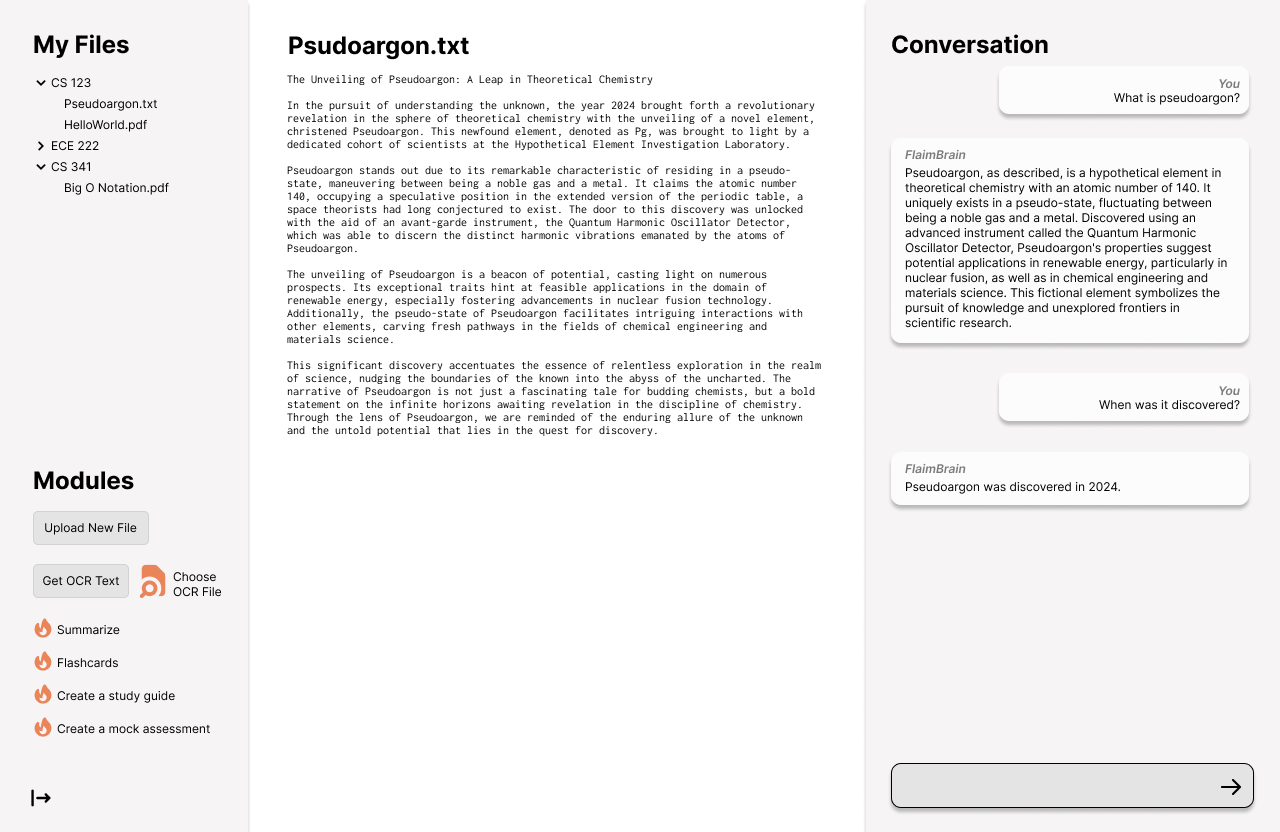 My Files
CS 123
Pseudoargon.txt
HelloWorld.pdf
ECE 222
CS 341
Big O Notation.pdf
Modules
Upload New File
Get OCR Text
Choose
OCR File
Summarize
Flashcards
Create a study guide
Create a mock assessment
Psudoargon.txt
The Unveiling of Pseudoargon: A Leap in Theoretical Chemistry
In the pursuit of understanding the unknown, the year 2024 brought forth a revolutionary
revelation in the sphere of theoretical chemistry with the unveiling of a novel element,
christened Pseudoargon. This newfound element, denoted as Pg, was brought to light by a
dedicated cohort of scientists at the Hypothetical Element Investigation Laboratory.
Pseudoargon stands out due to its remarkable characteristic of residing in a pseudo-
state, maneuvering between being a noble gas and a metal. It claims the atomic number
140, occupying a speculative position in the extended version of the periodic table, a
space theorists had long conjectured to exist. The door to this discovery was unlocked
with the aid of an avant-garde instrument, the Quantum Harmonic Oscillator Detector,
which was able to discern the distinct harmonic vibrations emanated by the atoms of
Pseudoargon.
The unveiling of Pseudoargon is a beacon of potential, casting light on numerous
prospects. Its exceptional traits hint at feasible applications in the domain of
renewable energy, especially fostering advancements in nuclear fusion technology.
Additionally, the pseudo-state of Pseudoargon facilitates intriguing interactions with
other elements, carving fresh pathways in the fields of chemical engineering and
materials science.
This significant discovery accentuates the essence of relentless exploration in the realm
of science, nudging the boundaries of the known into the abyss of the uncharted. The
narrative of Pseudoargon is not just a fascinating tale for budding chemists, but a bold
statement on the infinite horizons awaiting revelation in the discipline of chemistry.
Through the lens of Pseudoargon, we are reminded of the enduring allure of the unknown
and the untold potential that lies in the quest for discovery.
Conversation
You
What is pseudoargon?
FlaimBrain
Pseudoargon, as described, is a hypothetical element in
theoretical chemistry with an atomic number of 140. It
uniquely exists in a pseudo-state, fluctuating between
being a noble gas and a metal. Discovered using an
advanced instrument called the Quantum Harmonic
Oscillator Detector, Pseudoargon's properties suggest
potential applications in renewable energy, particularly in
nuclear fusion, as well as in chemical engineering and
materials science. This fictional element symbolizes the
pursuit of knowledge and unexplored frontiers in
scientific research.
You
When was it discovered?
FlaimBrain
Pseudoargon was discovered in 2024.